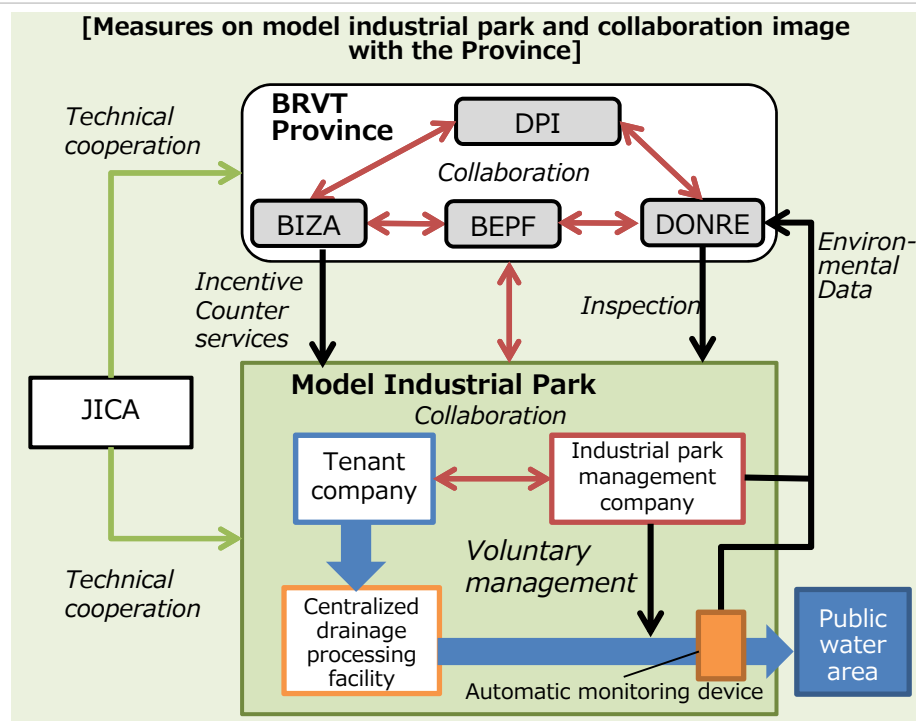 [Measures on model industrial park and collaboration image
with the Province]
BRVT
Province
DPI
Technical
cooperation
Collaboration
BIZA
BEPF
DONRE
Environ-
mental
Data
Incentive
Counter
services
Inspection
Model Industrial Park
JICA
Collaboration
Tenant
company
Industrial park
management
company
Voluntary
management
Technical
cooperation
Centralized
drainage
processing
facility
Public
water
area
Automatic monitoring device